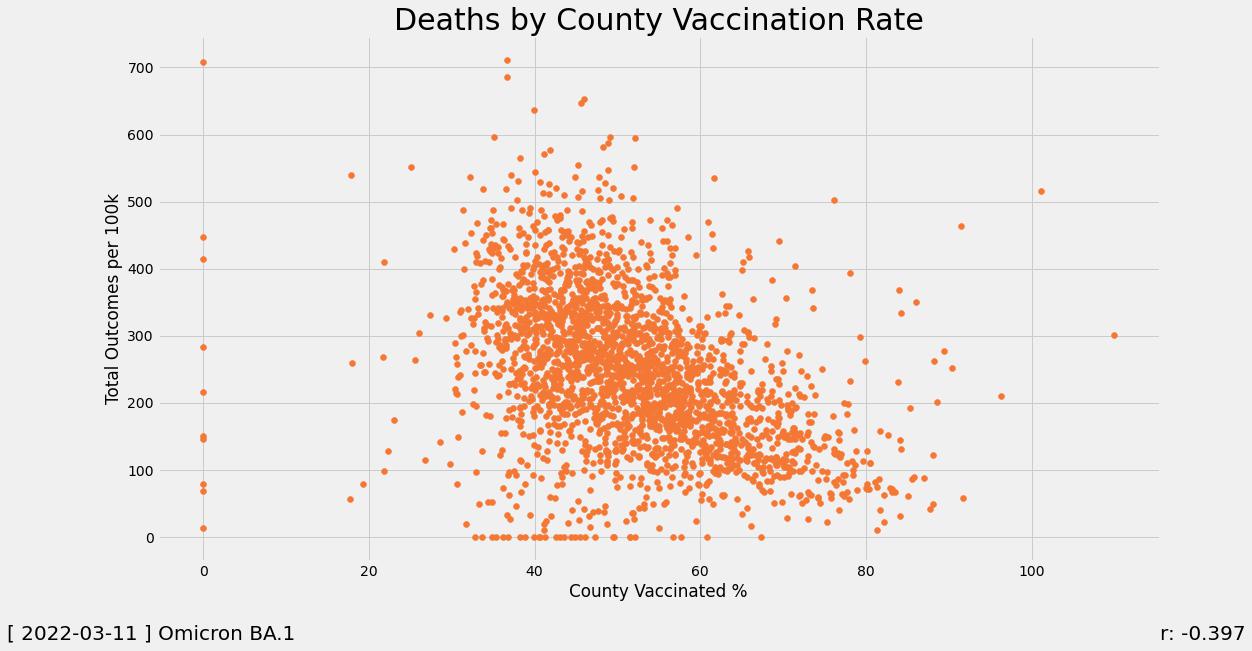 Deaths by County Vaccination Rate
Total Outcomes per 100k
700
600
500
400
300
200
100
0
0 20 40 60 80 100
County Vaccinated %
[ 2022-03-11 ] Omicron BA.1
r: -0.397